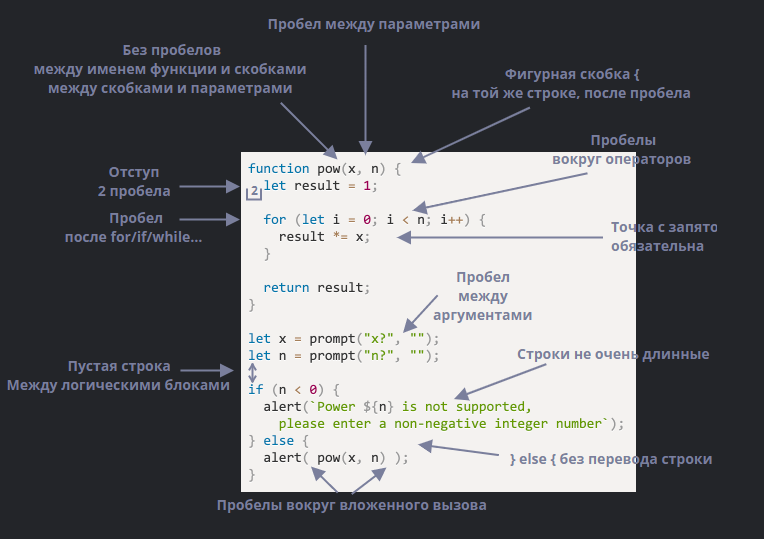 Пробел между параметрами
Без пробелов
между именем функции и скобками
между скобками и параметрами
Фигурная скобка {
на той же строке, после пробела
Пробелы
вокруг операторов
Отступ
2 пробела
Пробел
после for/if/while...
Точка с запято
обязательна
Пробел
между
аргументами
Строки не очень длинные
Пустая строка
Между логическими блоками
} else { без перевода строки
Пробелы вокруг вложенного вызова
function pow(x, n) {
2 let result = 1;
for (let i = 0; i < n; i++) {
result *= x;
}
return result;
}
let x = prompt("x?", "");
let n = prompt("n?", "");
if (n < 0) {
alert(`Power ${n} is not supported,
please enter a non-negative integer number`);
} else {
alert( pow(x, n) );
}